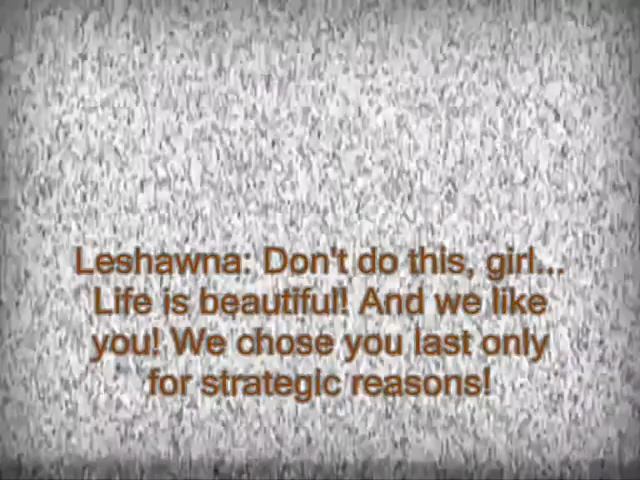 Leshawna: Don't do this, girl...
Life is beautiful! And we like
you! We chose you last only
for strategic reasons!